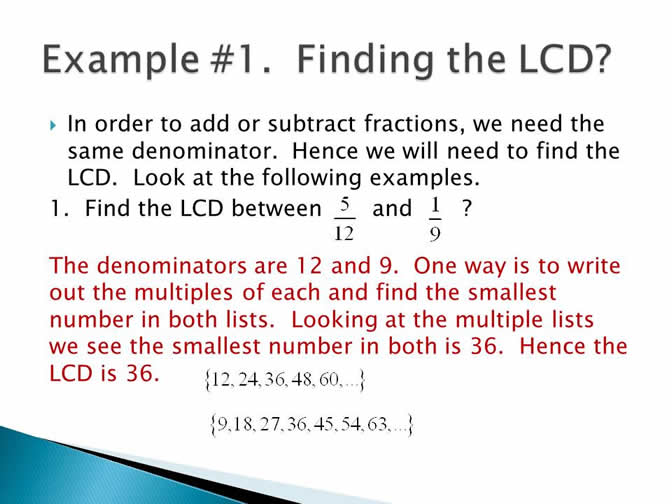 Example #1. Finding the LCD?
In order to add or subtract fractions, we need the
same denominator. Hence we will need to find the
LCD. Look at the following examples.
1. Find the LCD between 5/12 and 1/9 ?
The denominators are 12 and 9. One way is to write
out the multiples of each and find the smallest
number in both lists. Looking at the multiple lists
we see the smallest number in both is 36. Hence the
LCD is 36.
{12, 24, 36, 48, 60, ...}
{9,18, 27, 36, 45, 54, 63, ...}